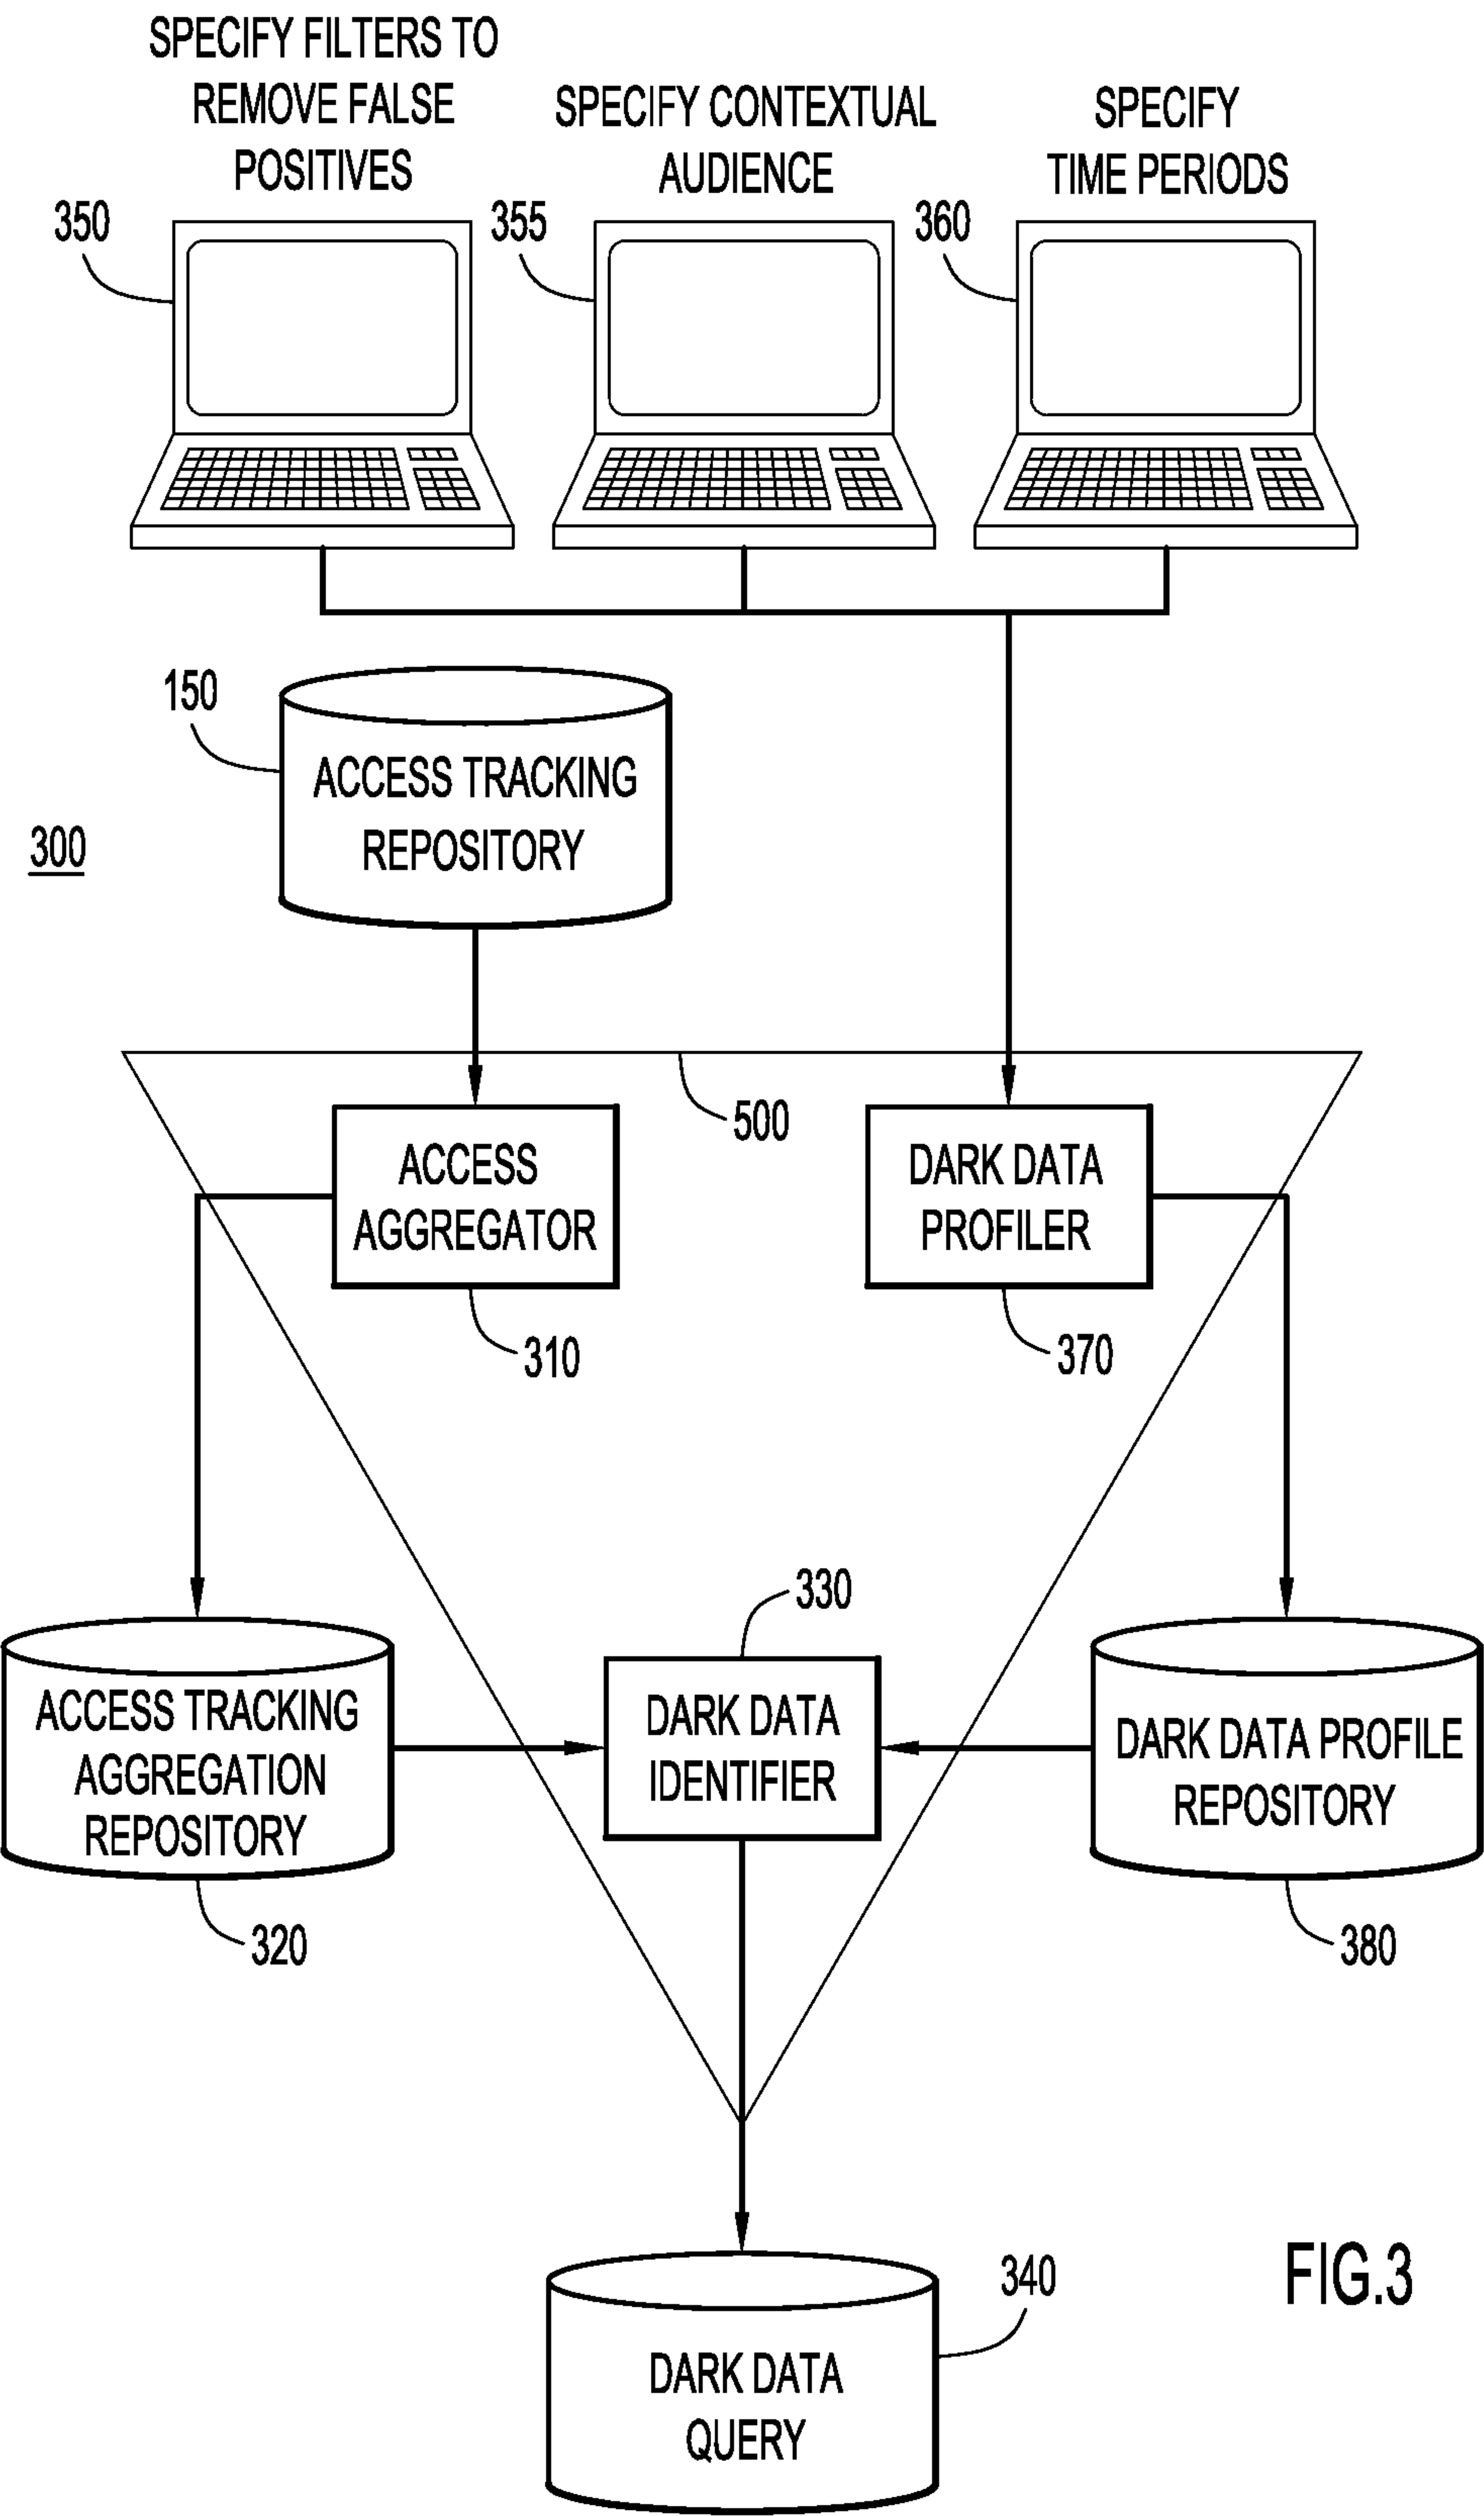 SPECIFY FILTERS TO
REMOVE FALSE
POSITIVES
SPECIFY CONTEXTUAL
AUDIENCE
SPECIFY
TIME PERIODS
350
355
360
150
ACCESS TRACKING
REPOSITORY
300
500
ACCESS
AGGREGATOR
DARK DATA
PROFILER
310
370
330
ACCESS TRACKING
AGGREGATION
REPOSITORY
DARK DATA
IDENTIFIER
DARK DATA PROFILE
REPOSITORY
320
380
340
DARK DATA
QUERY
FIG.3